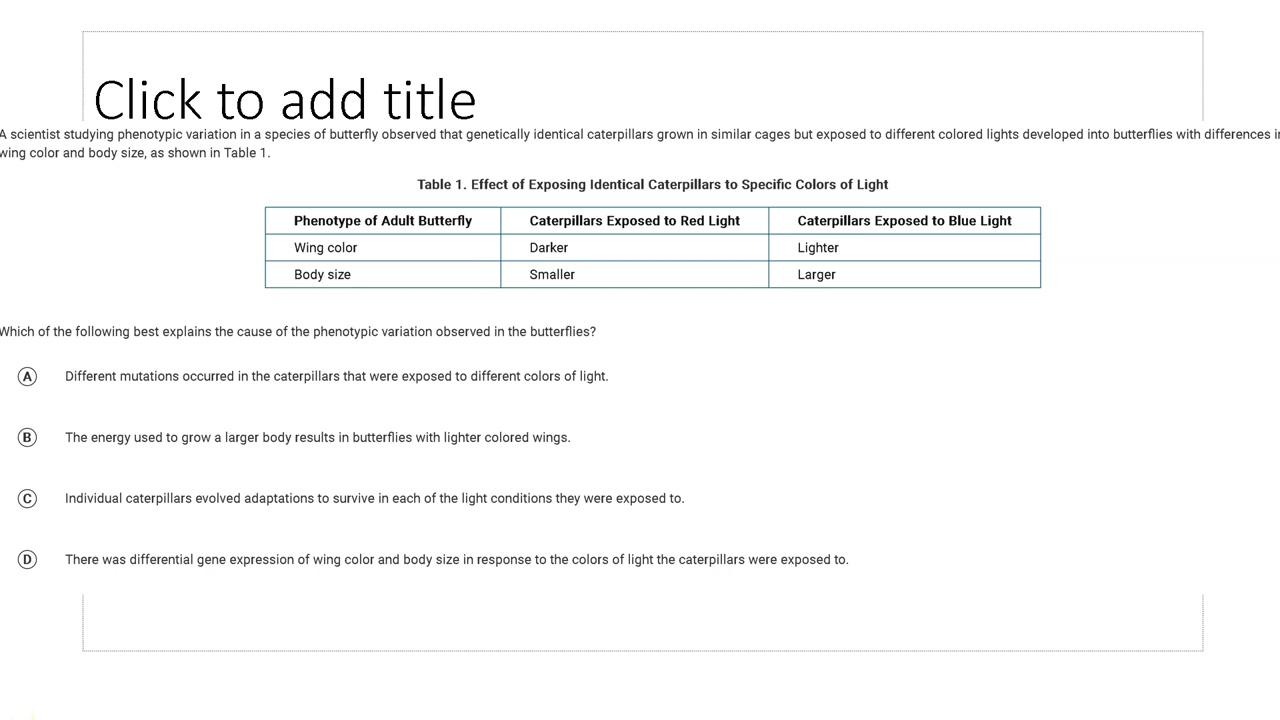 Click to add title
A scientist studying phenotypic variation in a species of butterfly observed that genetically identical caterpillars grown in similar cages but exposed to different colored lights developed into butterflies with differences in
wing color and body size, as shown in Table 1.
Table 1. Effect of Exposing Identical Caterpillars to Specific Colors of Light
Phenotype of Adult Butterfly Caterpillars Exposed to Red Light Caterpillars Exposed to Blue Light
Wing color Darker Lighter
Body size Smaller Larger
Which of the following best explains the cause of the phenotypic variation observed in the butterflies?
A Different mutations occurred in the caterpillars that were exposed to different colors of light.
B The energy used to grow a larger body results in butterflies with lighter colored wings.
C Individual caterpillars evolved adaptations to survive in each of the light conditions they were exposed to.
D There was differential gene expression of wing color and body size in response to the colors of light the caterpillars were exposed to.